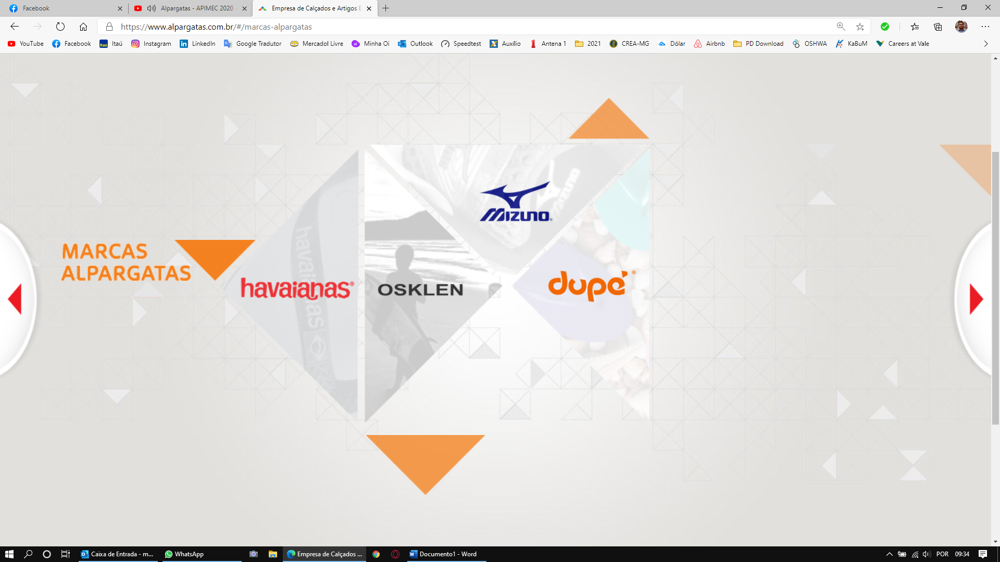 Facebook
Alpargatas - APIMEC 2020 -
Empresa de Calçados e Artigos E
https://www.alpargatas.com.br/#/marcas-alpargatas
YouTube Facebook Itaú Instagram LinkedIn Google Tradutor Mercadol Livre Minha Oi Outlook Speedtest Auxílio Antena 1 2021 CREA-MG Dólar Airbnb PD Download OSHWA KaBuM Careers at Vale
MIZUNO
MIZUNO®
MARCAS
ALPARGATAS
havaianas
havaianas®
OSKLEN
dupé®
Caixa de Entrada - m...
WhatsApp
Empresa de Calçados ...
Documento1 - Word
POR
09:34